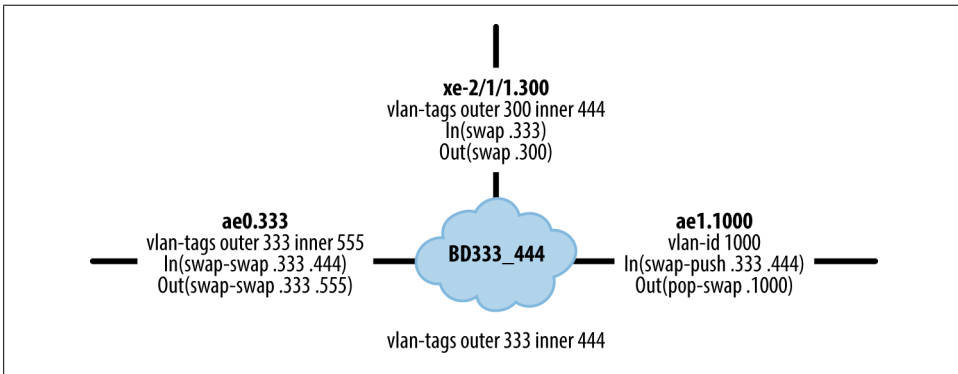 xe-2/1/1.300
vlan-tags outer 300 inner 444
In(swap .333)
Out(swap .300)
ae0.333
vlan-tags outer 333 inner 555
In(swap-swap .333 .444)
Out(swap-swap .333 .555)
BD333_444
ae1.1000
vlan-id 1000
In(swap-push .333 .444)
Out(pop-swap .1000)
vlan-tags outer 333 inner 444